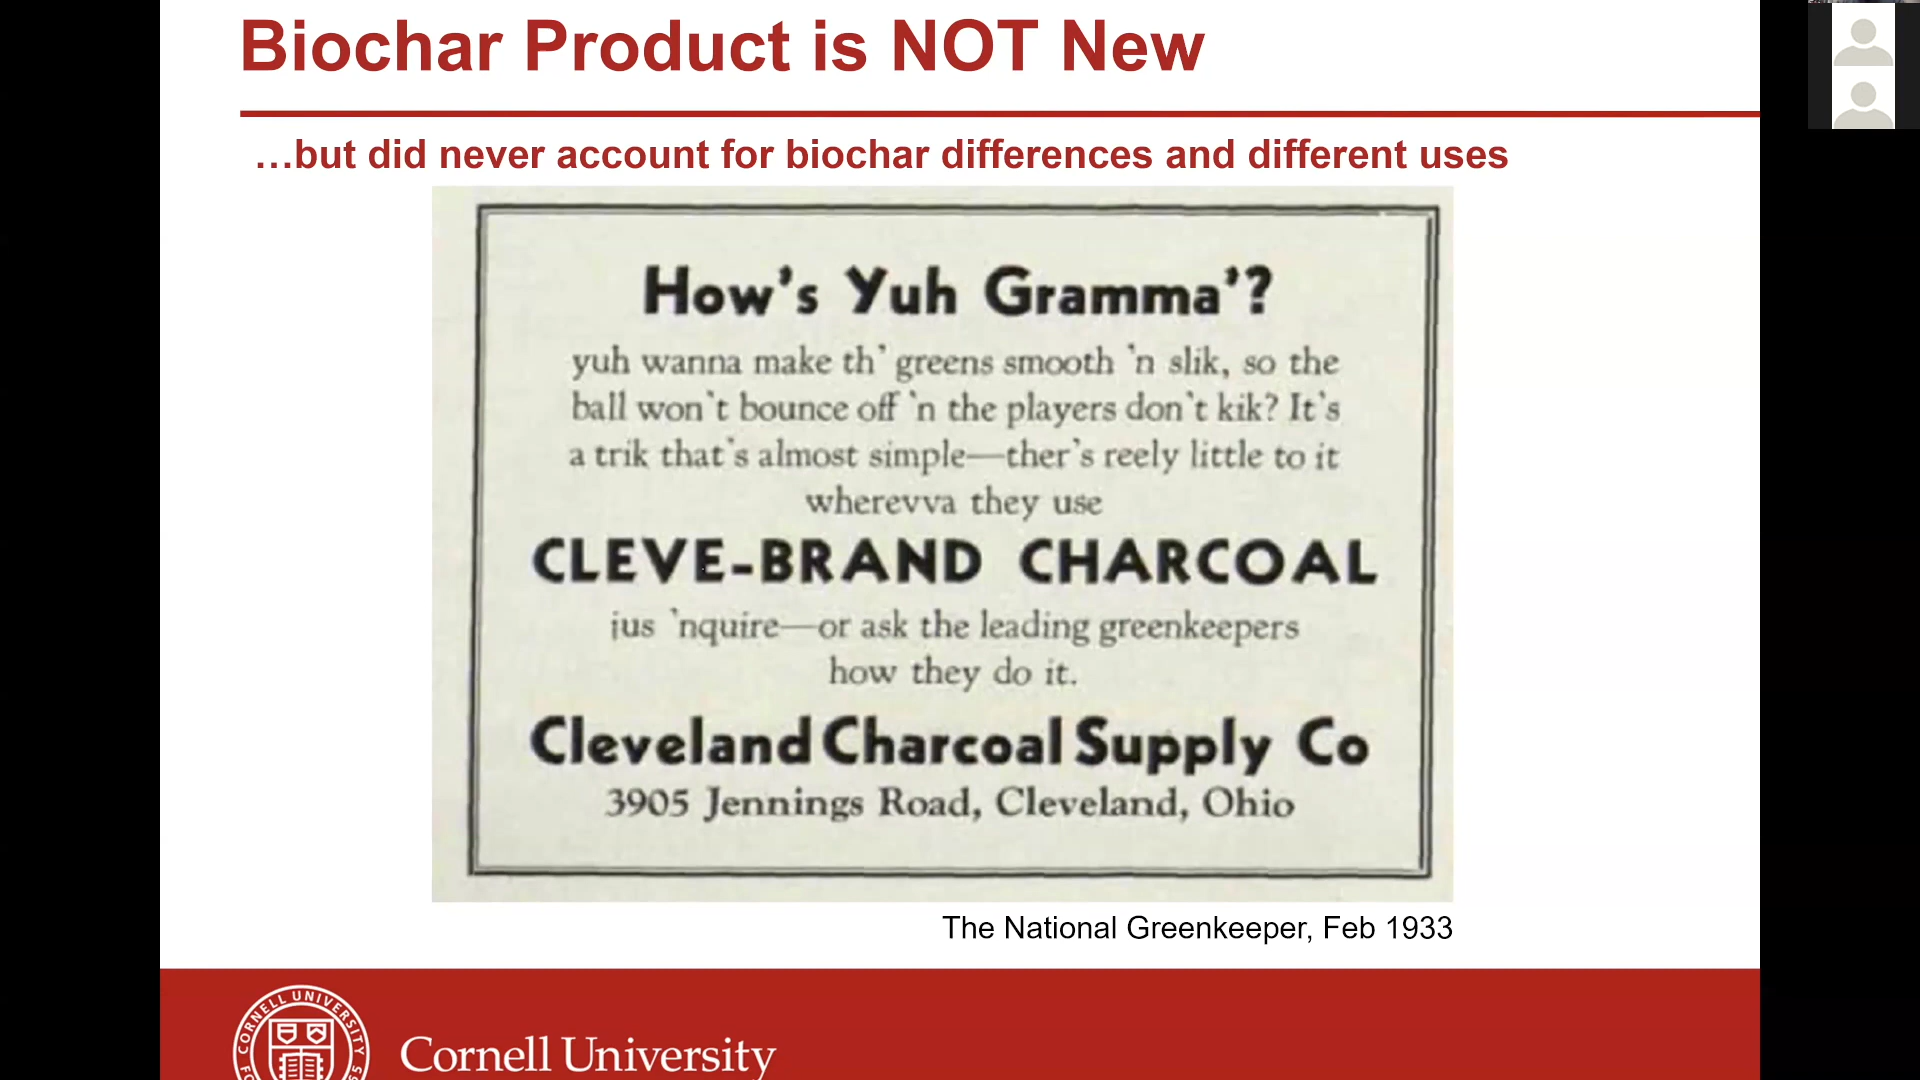 Biochar Product is NOT New
…but did never account for biochar differences and different uses
How's Yuh Gramma'?
yuh wanna make th' greens smooth 'n slik, so the
ball won't bounce off 'n the players don't kik? It's
a trik that's almost simple—ther's reely little to it
wherevva they use
CLEVE-BRAND CHARCOAL
jus 'nquire—or ask the leading greenkeepers
how they do it.
Cleveland Charcoal Supply Co
3905 Jennings Road, Cleveland, Ohio
The National Greenkeeper, Feb 1933
CORNELL UNIVERSITY
Cornell University